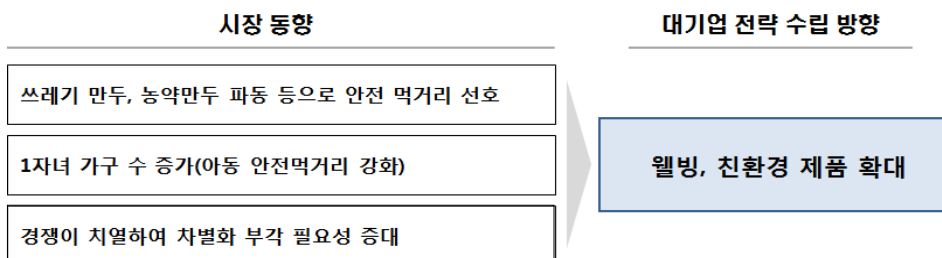 시장 동향
대기업 전략 수립 방향
쓰레기 만두, 농약만두 파동 등으로 안전 먹거리 선호
1자녀 가구 수 증가(아동 안전먹거리 강화)
경쟁이 치열하여 차별화 부각 필요성 증대
웰빙, 친환경 제품 확대